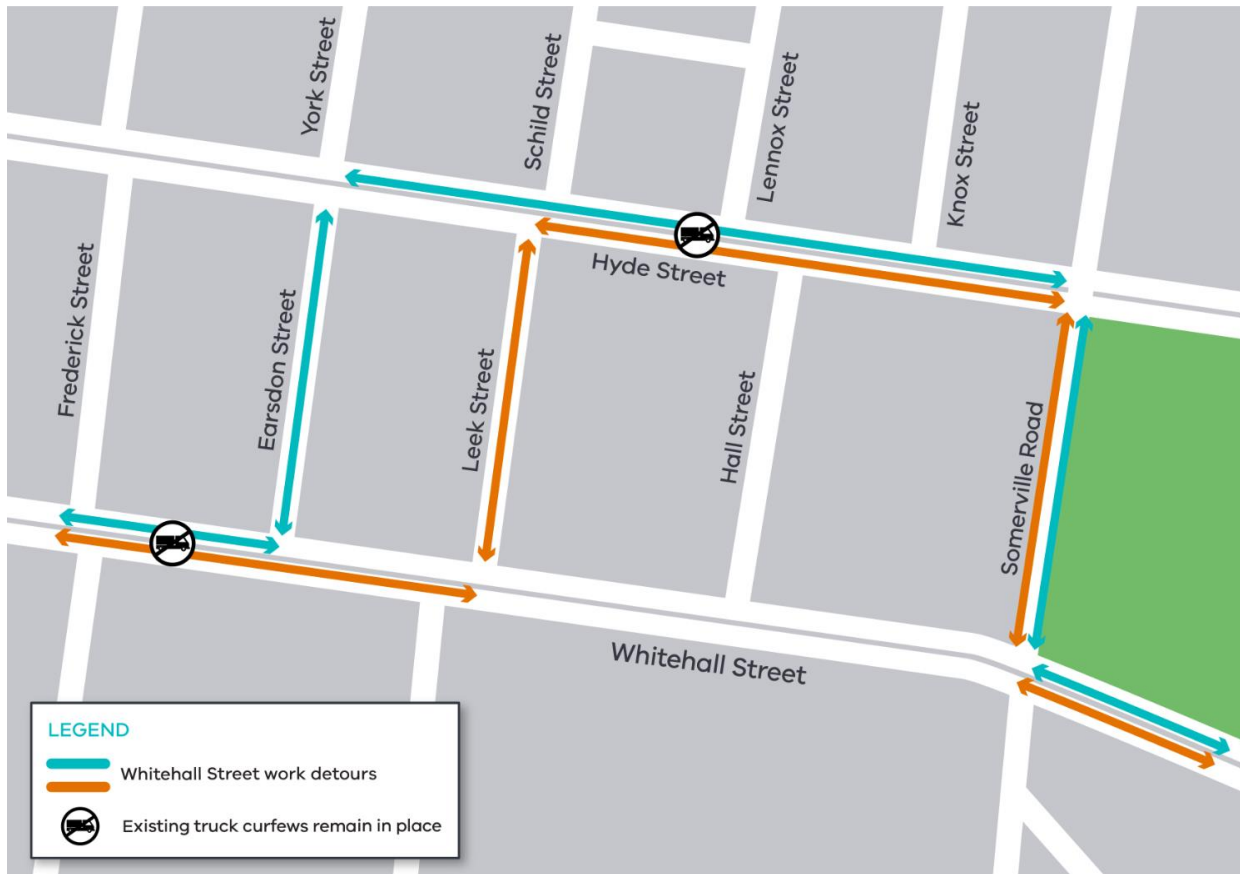 York Street
Schild Street
Lennox Street
Knox Street
Hyde Street
Frederick Street
Earsdon Street
Leek Street
Hall Street
Somerville Road
Whitehall Street
LEGEND
Whitehall Street work detours
Existing truck curfews remain in place